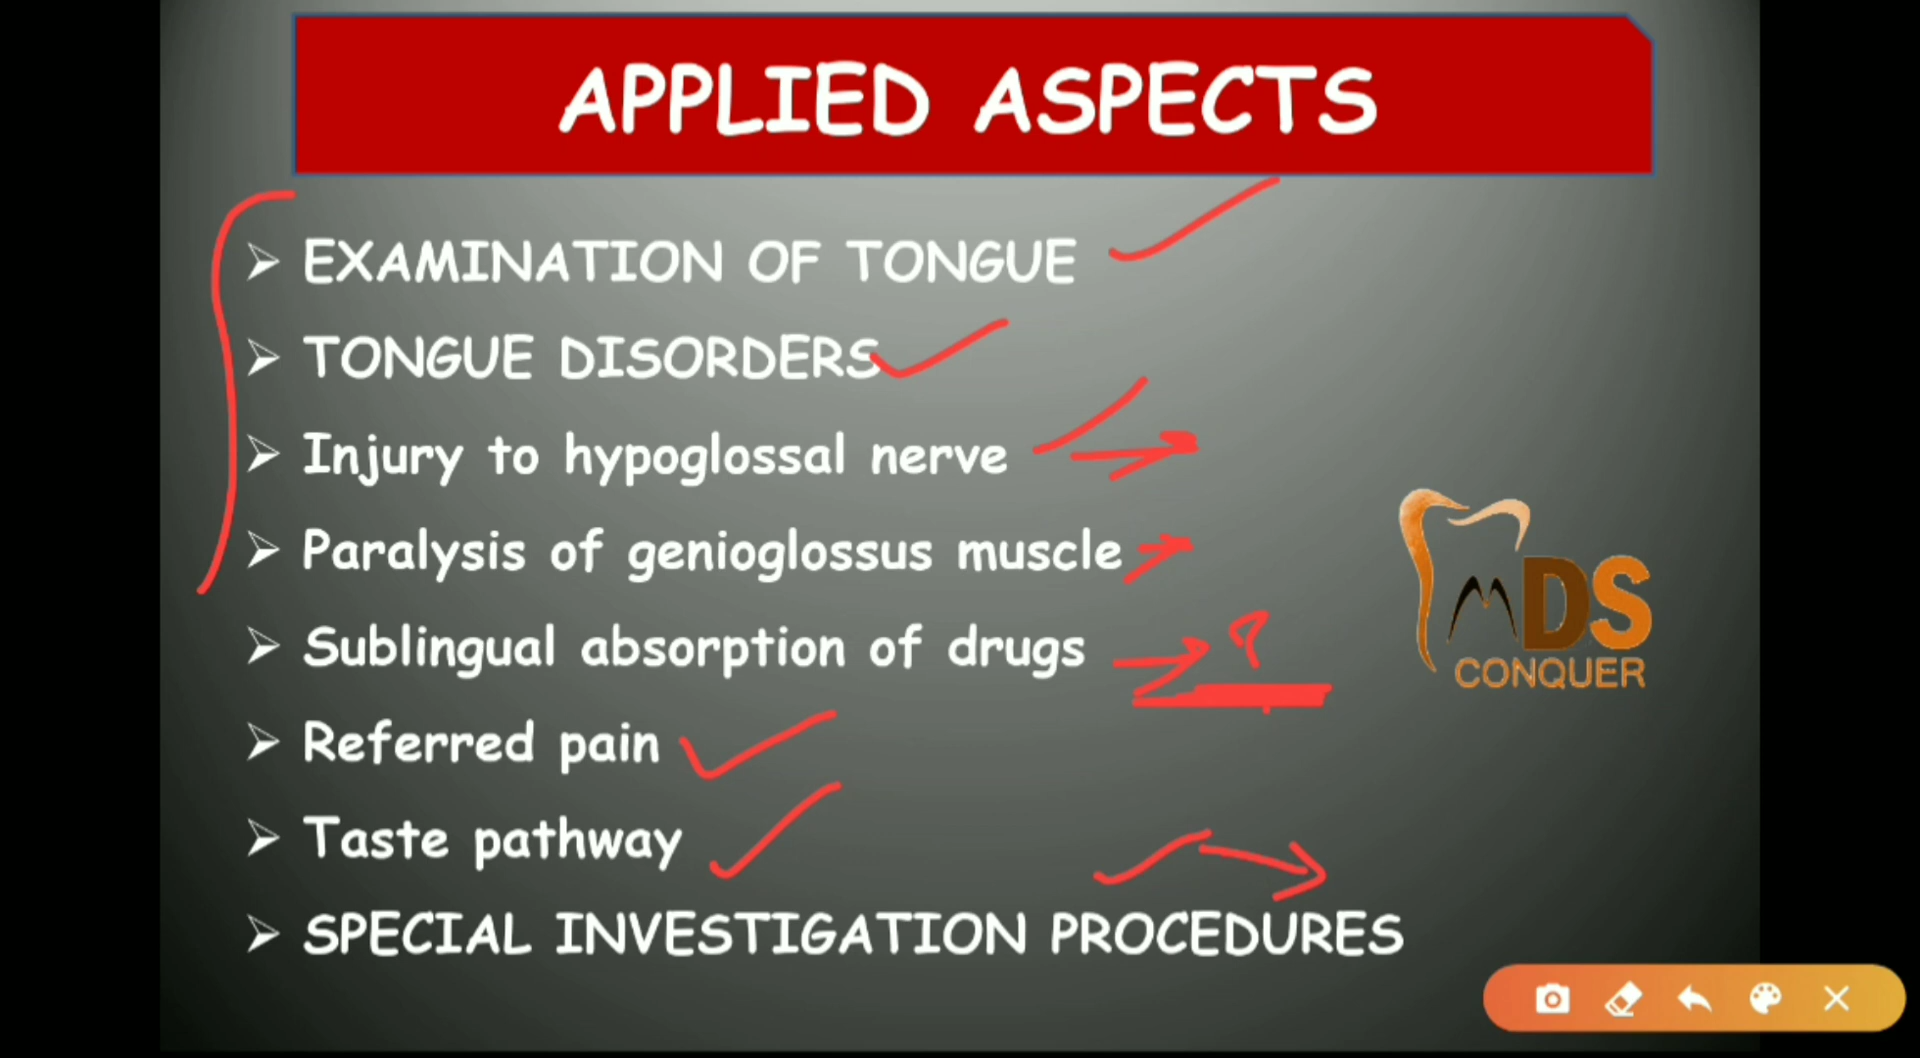 APPLIED ASPECTS
EXAMINATION OF TONGUE
TONGUE DISORDERS
Injury to hypoglossal nerve
Paralysis of genioglossus muscle
Sublingual absorption of drugs
Referred pain
Taste pathway
SPECIAL INVESTIGATION PROCEDURES
MDS
CONQUER